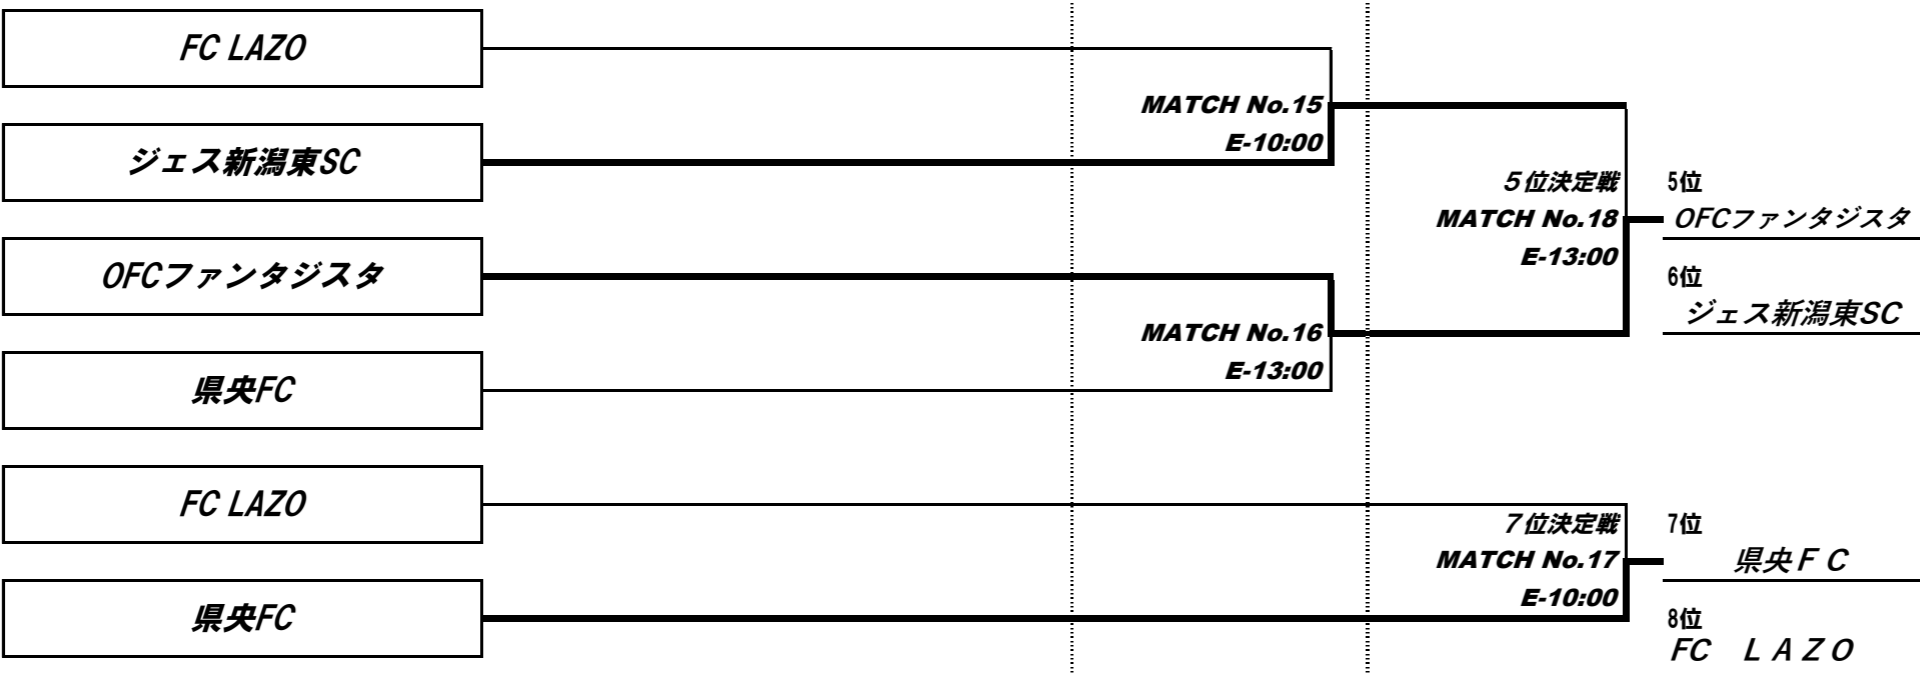 FC LAZO
MATCH No.15
E-10:00
ジェス新潟東SC
５位決定戦
5位
MATCH No.18
OFCファンタジスタ
E-13:00
OFCファンタジスタ
6位
ジェス新潟東SC
MATCH No.16
E-13:00
県央FC
FC LAZO
７位決定戦
7位
MATCH No.17
県央ＦＣ
E-10:00
県央FC
8位
FC　ＬＡＺＯ